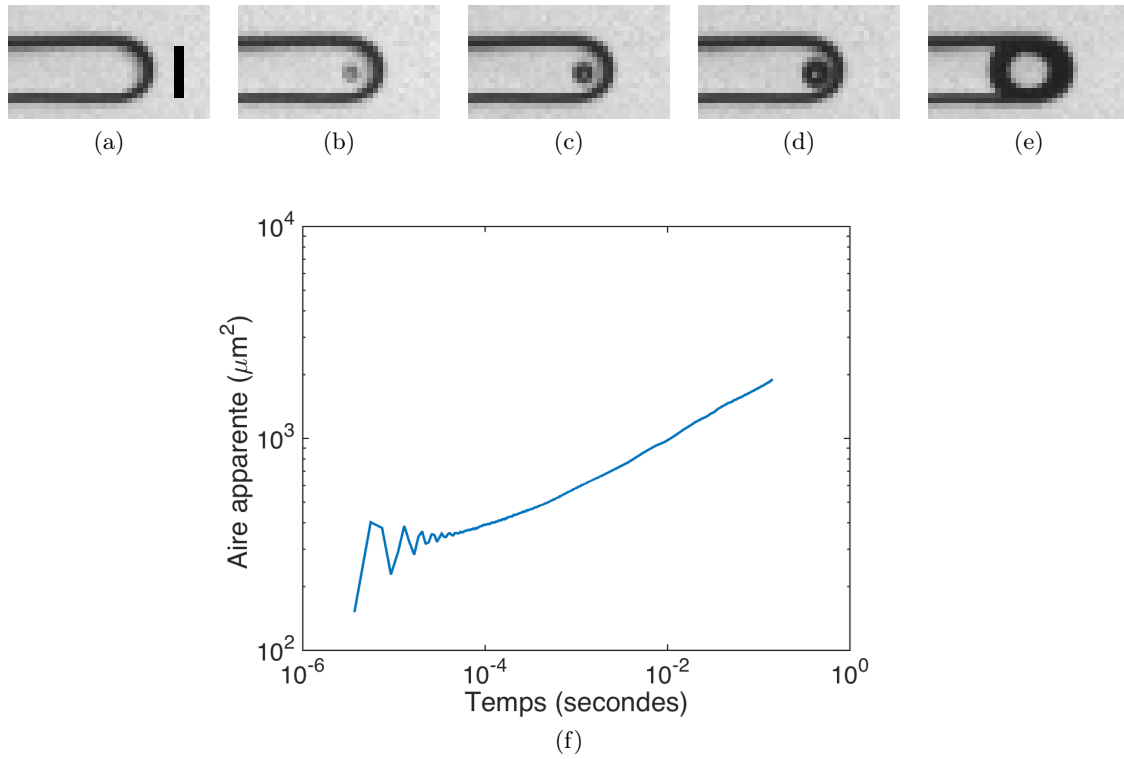 (a) (b) (c) (d) (e)
10^4
10^3
10^2
Aire apparente (μm^2)
10^-6 10^-4 10^-2 10^0
Temps (secondes)
(f)